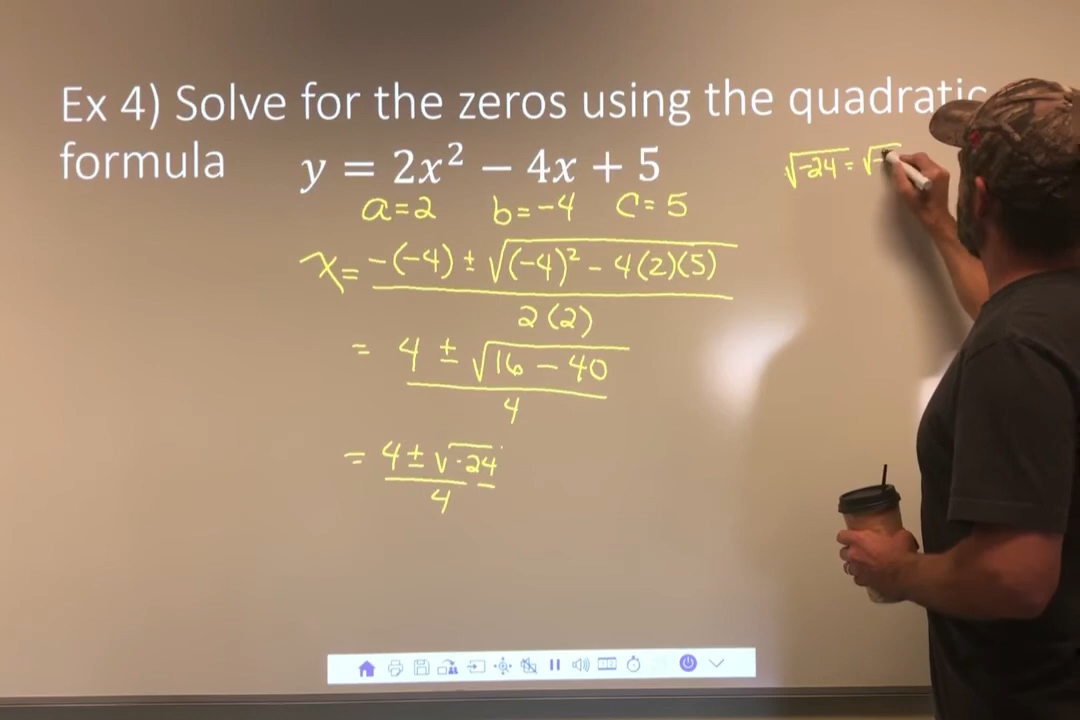 Ex 4) Solve for the zeros using the quadratic
formula y = 2x² − 4x + 5
√-24 = √-
a=2 b=-4 C=5
x= -(-4) ± √(-4)² - 4(2)(5)
2(2)
= 4 ± √16 - 40
4
= 4 ± √-24
4